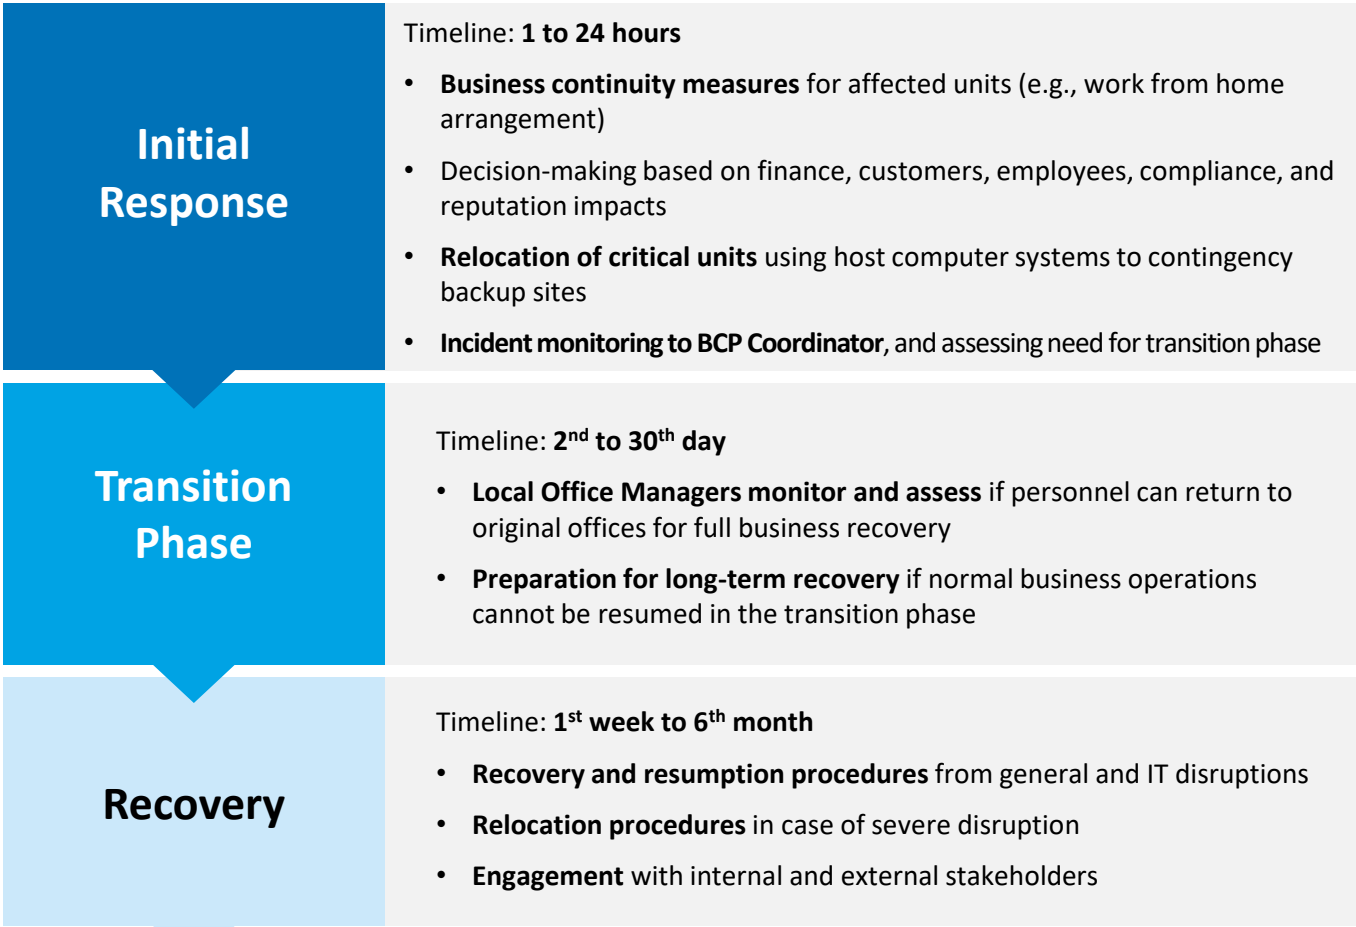 Initial
Response
Timeline: 1 to 24 hours
• Business continuity measures for affected units (e.g., work from home
arrangement)
• Decision-making based on finance, customers, employees, compliance, and
reputation impacts
• Relocation of critical units using host computer systems to contingency
backup sites
• Incident monitoring to BCP Coordinator, and assessing need for transition phase
Transition
Phase
Timeline: 2nd to 30th day
• Local Office Managers monitor and assess if personnel can return to
original offices for full business recovery
• Preparation for long-term recovery if normal business operations
cannot be resumed in the transition phase
Recovery
Timeline: 1st week to 6th month
• Recovery and resumption procedures from general and IT disruptions
• Relocation procedures in case of severe disruption
• Engagement with internal and external stakeholders